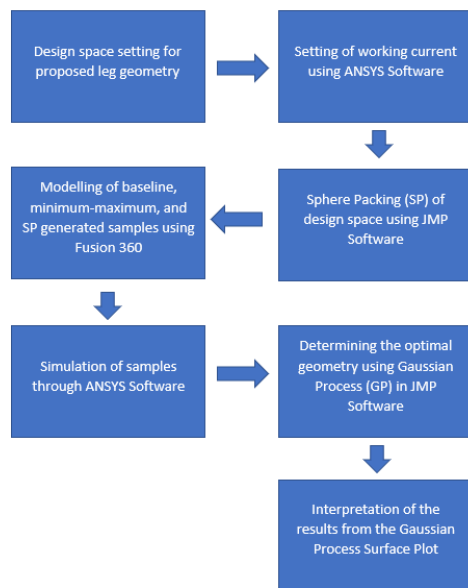 Design space setting for
proposed leg geometry
Setting of working current
using ANSYS Software
Sphere Packing (SP) of
design space using JMP
Software
Modelling of baseline,
minimum-maximum, and
SP generated samples using
Fusion 360
Simulation of samples
through ANSYS Software
Determining the optimal
geometry using Gaussian
Process (GP) in JMP
Software
Interpretation of the
results from the Gaussian
Process Surface Plot